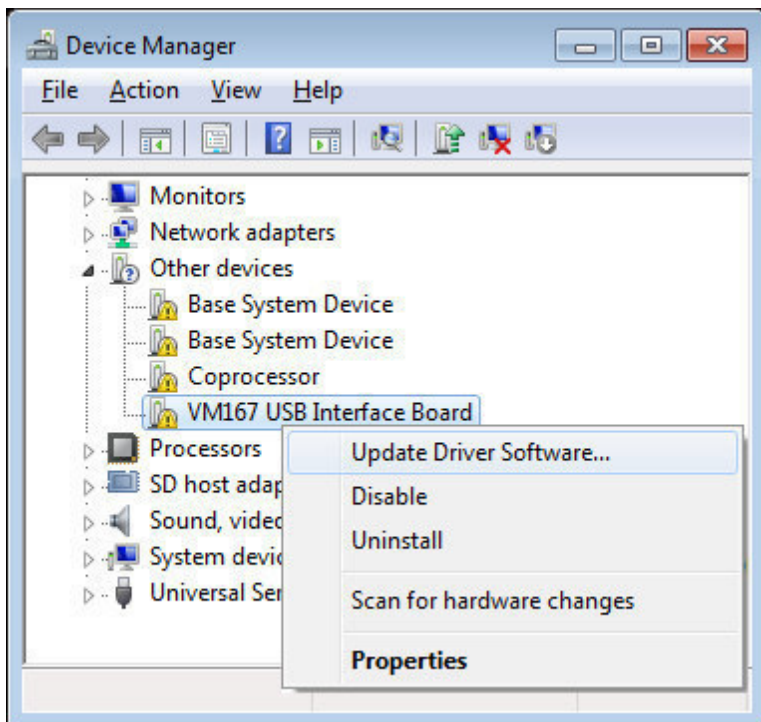 Device Manager
File Action View Help
Monitors
Network adapters
Other devices
Base System Device
Base System Device
Coprocessor
VM167 USB Interface Board
Processors
SD host adap
Sound, videc
System devic
Universal Ser
Update Driver Software...
Disable
Uninstall
Scan for hardware changes
Properties